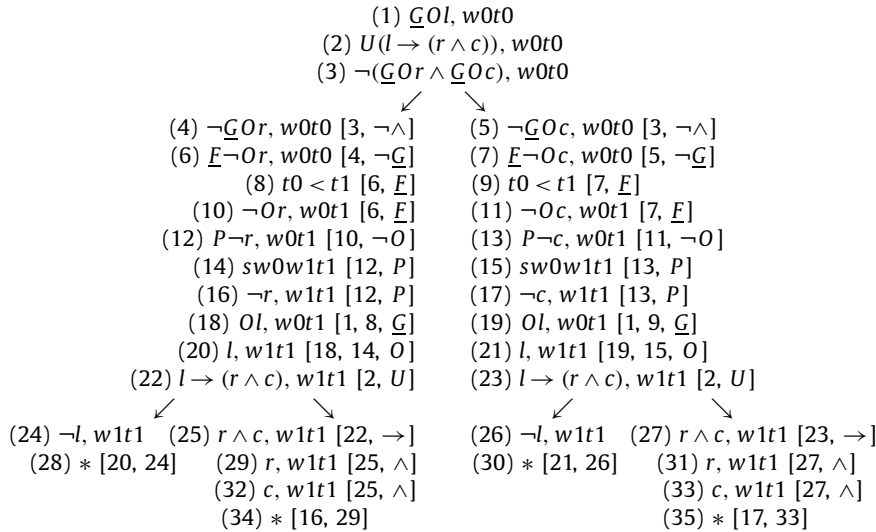 (1) G̲Ol, w0t0
(2) U(l → (r ∧ c)), w0t0
(3) ¬(G̲Or ∧ G̲Oc), w0t0
↙ ↘
(4) ¬G̲Or, w0t0 [3, ¬∧] (5) ¬G̲Oc, w0t0 [3, ¬∧]
(6) F̲¬Or, w0t0 [4, ¬G̲] (7) F̲¬Oc, w0t0 [5, ¬G̲]
(8) t0 < t1 [6, F̲] (9) t0 < t1 [7, F̲]
(10) ¬Or, w0t1 [6, F̲] (11) ¬Oc, w0t1 [7, F̲]
(12) P¬r, w0t1 [10, ¬O] (13) P¬c, w0t1 [11, ¬O]
(14) sw0w1t1 [12, P] (15) sw0w1t1 [13, P]
(16) ¬r, w1t1 [12, P] (17) ¬c, w1t1 [13, P]
(18) Ol, w0t1 [1, 8, G̲] (19) Ol, w0t1 [1, 9, G̲]
(20) l, w1t1 [18, 14, O] (21) l, w1t1 [19, 15, O]
(22) l → (r ∧ c), w1t1 [2, U] (23) l → (r ∧ c), w1t1 [2, U]
↙ ↘ ↙ ↘
(24) ¬l, w1t1 (25) r ∧ c, w1t1 [22, →] (26) ¬l, w1t1 (27) r ∧ c, w1t1 [23, →]
(28) ∗ [20, 24] (29) r, w1t1 [25, ∧] (30) ∗ [21, 26] (31) r, w1t1 [27, ∧]
(32) c, w1t1 [25, ∧] (33) c, w1t1 [27, ∧]
(34) ∗ [16, 29] (35) ∗ [17, 33]